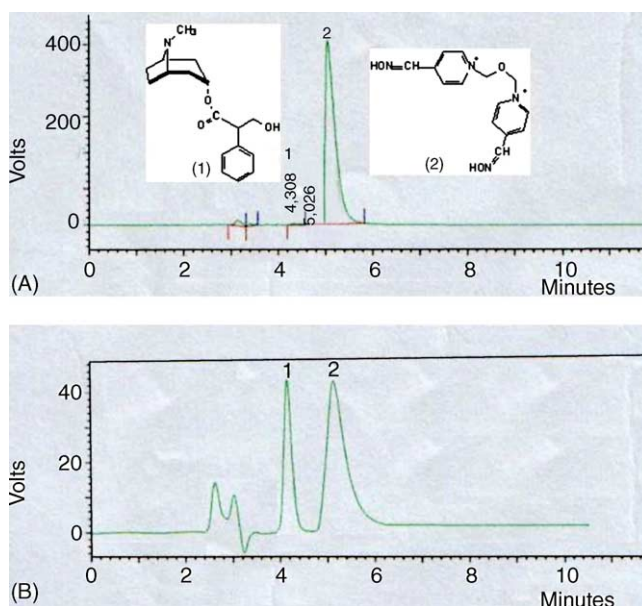 400
200
0
Volts
N
CH₃
O
O
OH
(1)
1
4,308
5,026
2
HON
CH
N
+
O
N
+
CH
HON
(2)
0 2 4 6 8 10
Minutes
(A)
40
20
0
Volts
1 2
0 2 4 6 8 10
Minutes
(B)